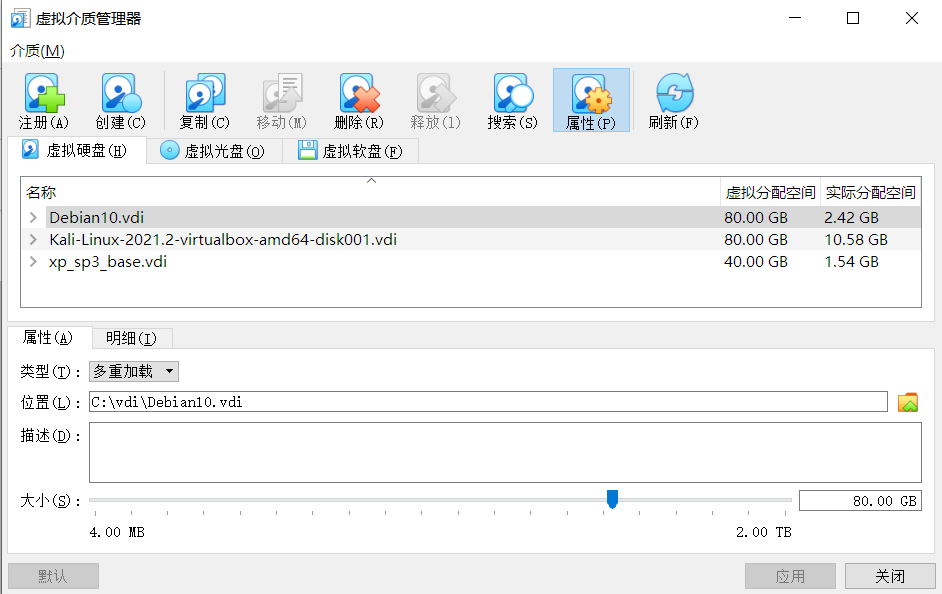 虚拟介质管理器
介质(M)
注册(A) 创建(C) 复制(C) 移动(M) 删除(R) 释放(l) 搜索(S) 属性(P) 刷新(F)
虚拟硬盘(H) 虚拟光盘(O) 虚拟软盘(F)
名称 虚拟分配空间 实际分配空间
Debian10.vdi 80.00 GB 2.42 GB
Kali-Linux-2021.2-virtualbox-amd64-disk001.vdi 80.00 GB 10.58 GB
xp_sp3_base.vdi 40.00 GB 1.54 GB
属性(A) 明细(I)
类型(T): 多重加载
位置(L): C:\vdi\Debian10.vdi
描述(D):
大小(S): 80.00 GB
4.00 MB 2.00 TB
默认 应用 关闭